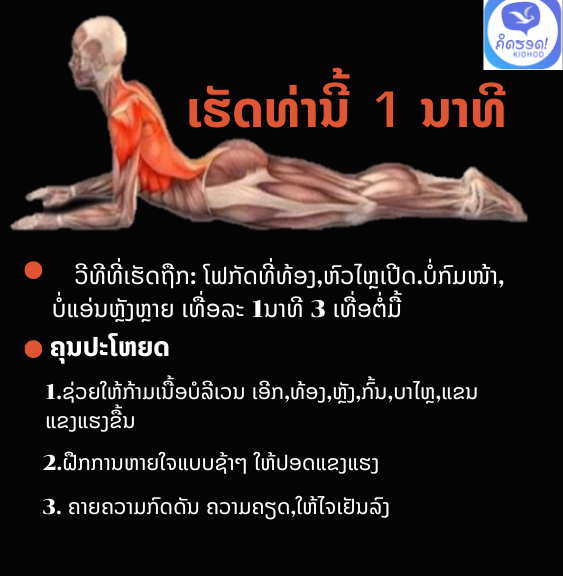 ຄິດຮອດ!
KIDHOD
ເຮັດທ່ານີ້ 1 ນາທີ
ວິທີທີ່ເຮັດຖືກ: ໂຟກັດທີ່ທ້ອງ,ຫົວໄຫຼເປີດ.ບໍ່ກົມໜ້າ,
ບໍ່ແອ່ນຫຼັງຫຼາຍ ເທື່ອລະ 1ນາທີ 3 ເທື່ອຕໍ່ມື້
ຄຸນປະໂຫຍດ
1.ຊ່ວຍໃຫ້ກ້າມເນື້ອບໍລິເວນ ເອິກ,ທ້ອງ,ຫຼັງ,ກົ້ນ,ບາໄຫຼ,ແຂນ
ແຂງແຮງຂື້ນ
2.ຝືກການຫາຍໃຈແບບຊ້າໆ ໃຫ້ປອດແຂງແຮງ
3. ຄາຍຄວາມກົດດັນ ຄວາມຄຽດ,ໃຫ້ໃຈເຢັນລົງ